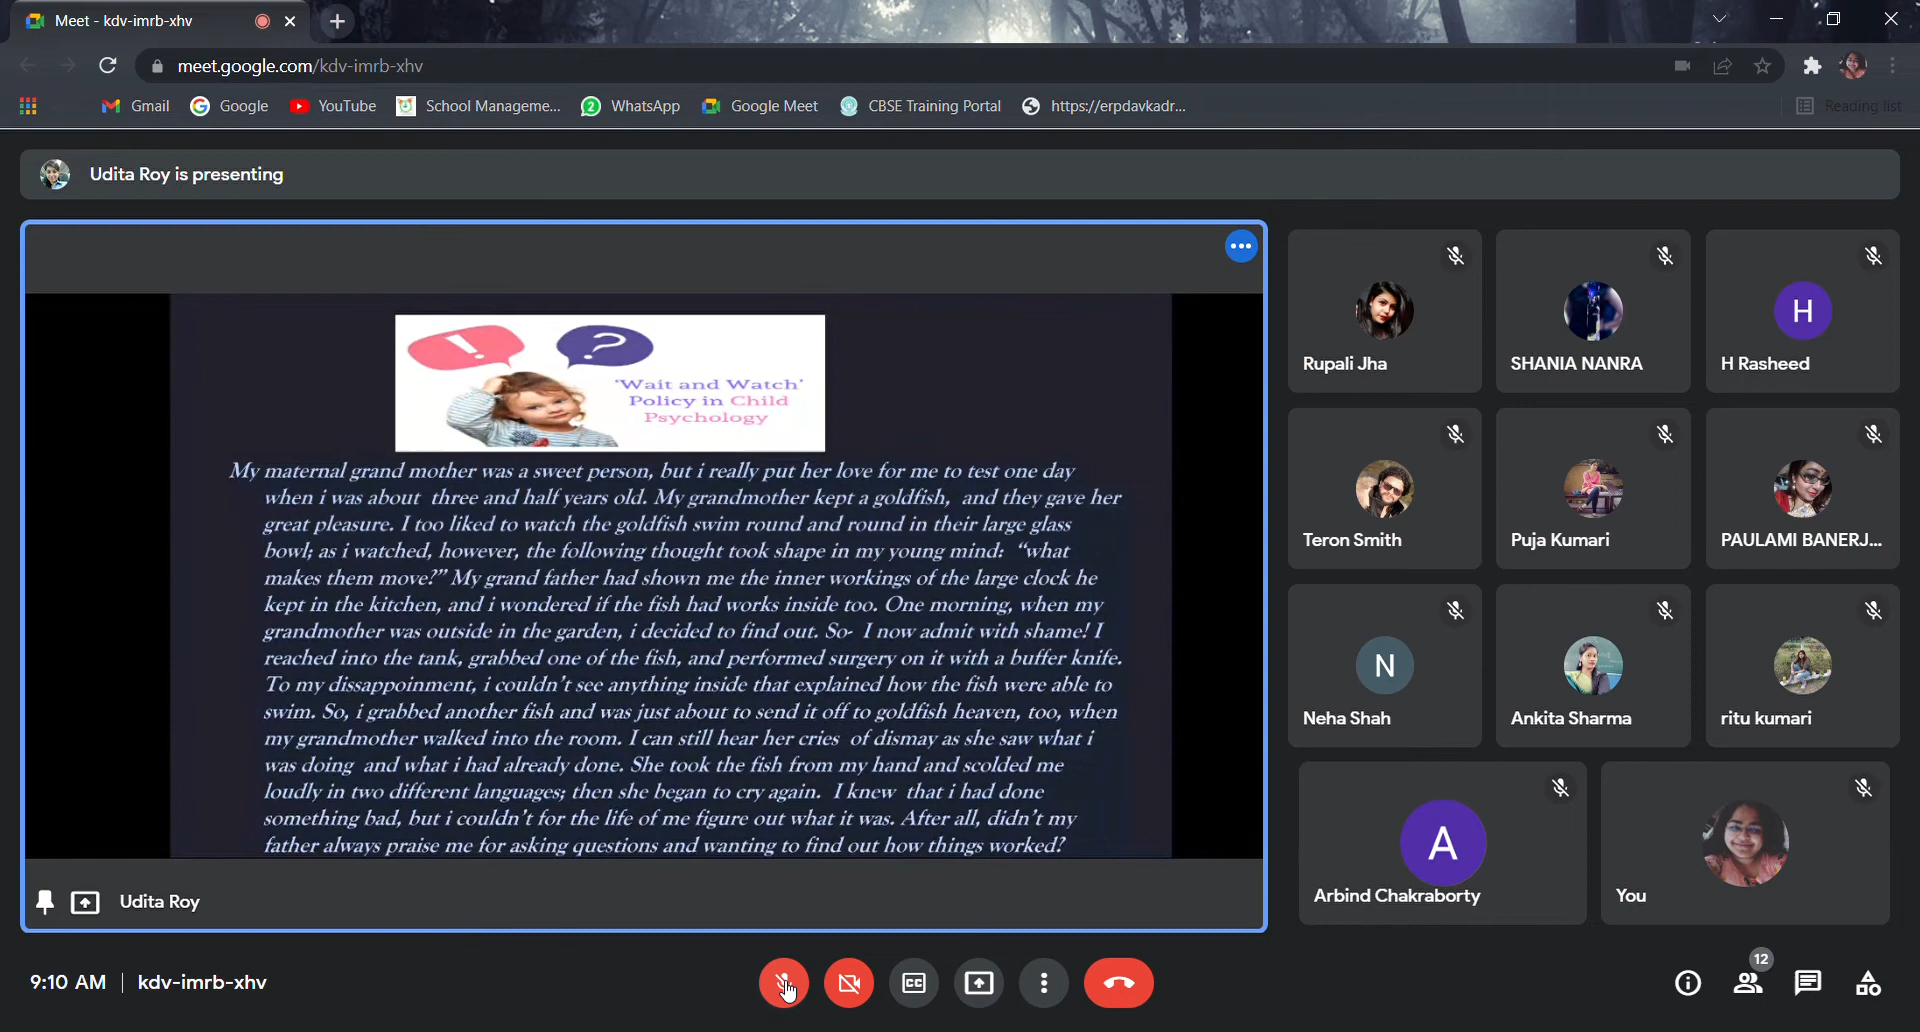 Meet - kdv-imrb-xhv
meet.google.com/kdv-imrb-xhv
Gmail
Google
YouTube
School Manageme...
WhatsApp
Google Meet
CBSE Training Portal
https://erpdavkadr...
Reading list
Udita Roy is presenting
!
?
‘Wait and Watch’
Policy in Child
Psychology
My maternal grand mother was a sweet person, but i really put her love for me to test one day
when i was about three and half years old. My grandmother kept a goldfish, and they gave her
great pleasure. I too liked to watch the goldfish swim round and round in their large glass
bowl; as i watched, however, the following thought took shape in my young mind: “what
makes them move?” My grand father had shown me the inner workings of the large clock he
kept in the kitchen, and i wondered if the fish had works inside too. One morning, when my
grandmother was outside in the garden, i decided to find out. So- I now admit with shame! I
reached into the tank, grabbed one of the fish, and performed surgery on it with a buffer knife.
To my dissappoinment, i couldn’t see anything inside that explained how the fish were able to
swim. So, i grabbed another fish and was just about to send it off to goldfish heaven, too, when
my grandmother walked into the room. I can still hear her cries of dismay as she saw what i
was doing and what i had already done. She took the fish from my hand and scolded me
loudly in two different languages; then she began to cry again. I knew that i had done
something bad, but i couldn’t for the life of me figure out what it was. After all, didn’t my
father always praise me for asking questions and wanting to find out how things worked?
Udita Roy
Rupali Jha
SHANIA NANRA
H
H Rasheed
Teron Smith
Puja Kumari
PAULAMI BANERJ...
N
Neha Shah
Ankita Sharma
ritu kumari
A
Arbind Chakraborty
You
9:10 AM | kdv-imrb-xhv
CC
12